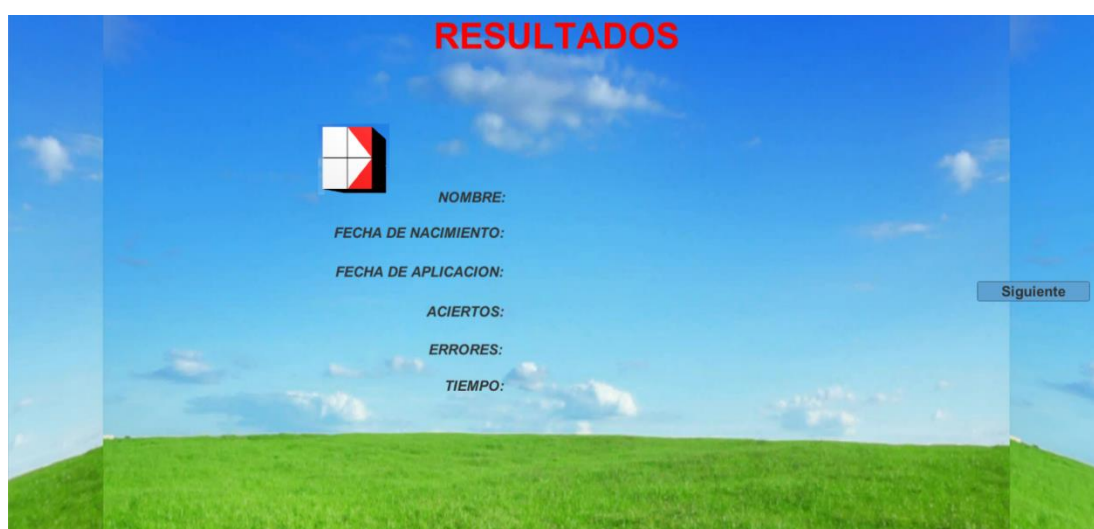 RESULTADOS
NOMBRE:
FECHA DE NACIMIENTO:
FECHA DE APLICACION:
Siguiente
ACIERTOS:
ERRORES:
TIEMPO: